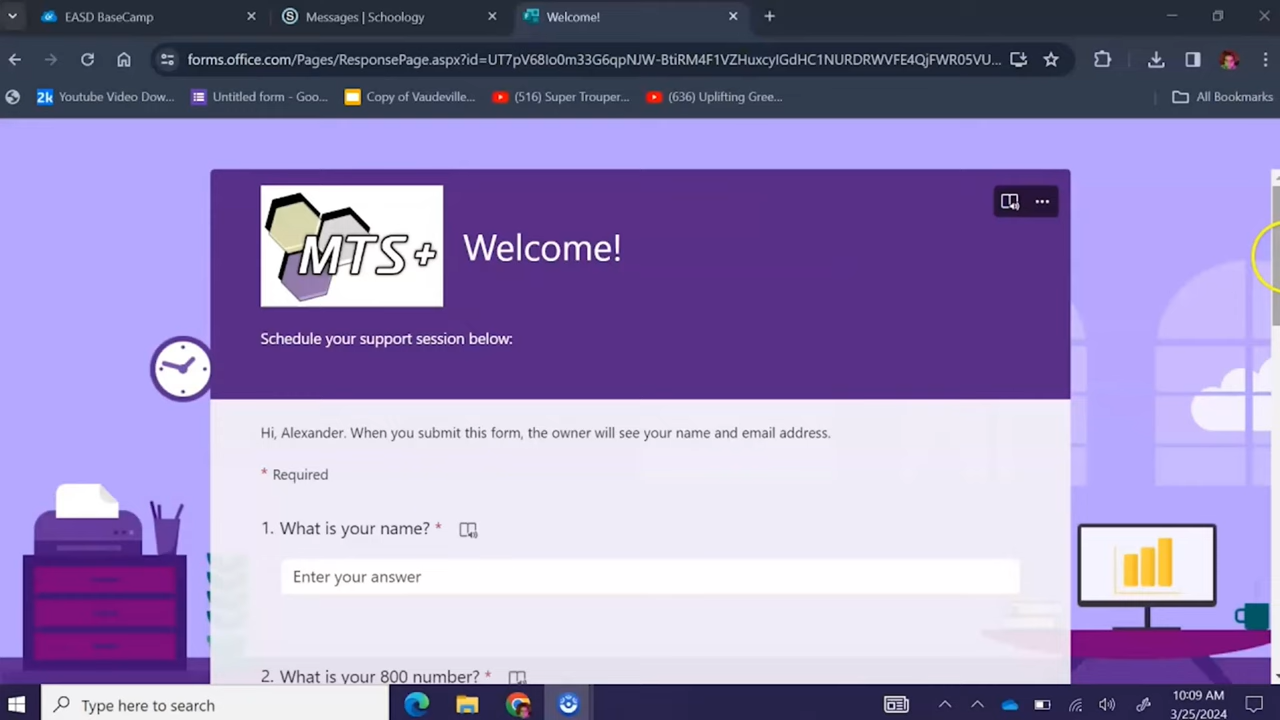 EASD BaseCamp
Messages | Schoology
Welcome!
forms.office.com/Pages/ResponsePage.aspx?id=UT7pV68Io0m33G6qpNJW-BtiRM4F1VZHuxcyIGdHC1NURDRWVFE4QjFWR05VU...
2k Youtube Video Dow...
Untitled form - Goo...
Copy of Vaudeville...
(516) Super Trouper...
(636) Uplifting Gree...
All Bookmarks
MTS+
Welcome!
Schedule your support session below:
Hi, Alexander. When you submit this form, the owner will see your name and email address.
* Required
1. What is your name? *
Enter your answer
2. What is your 800 number? *
Type here to search
10:09 AM
3/25/2024